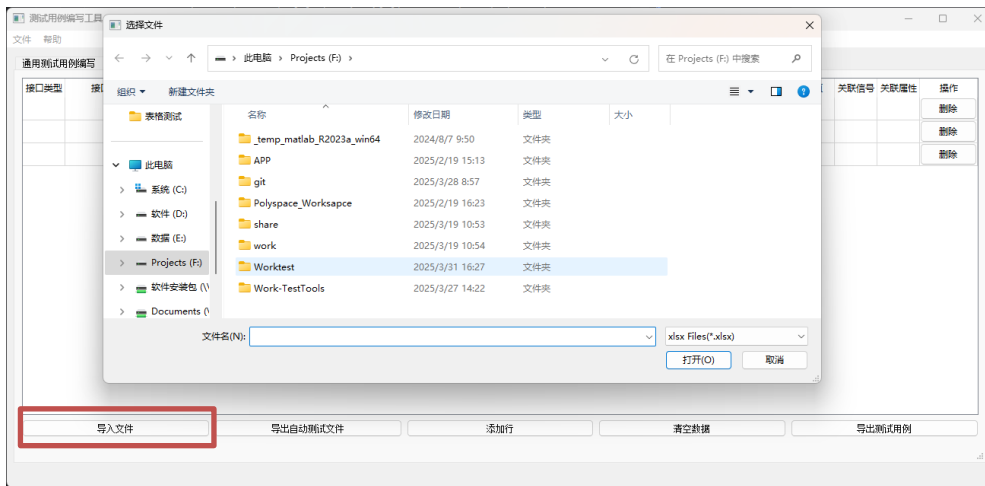 测试用例编写工具
选择文件
文件 帮助
通用测试用例编写
此电脑 > Projects (F:) >
在 Projects (F:) 中搜索
接口类型 关联信号 关联属性 操作
组织 新建文件夹
删除
删除
删除
表格测试
此电脑
系统 (C:)
软件 (D:)
数据 (E:)
Projects (F:)
软件安装包 (\\
Documents (\
名称 修改日期 类型 大小
_temp_matlab_R2023a_win64 2024/8/7 9:50 文件夹
APP 2025/2/19 15:13 文件夹
git 2025/3/28 8:57 文件夹
Polyspace_Worksapce 2025/2/19 16:23 文件夹
share 2025/3/19 10:53 文件夹
work 2025/3/19 10:54 文件夹
Worktest 2025/3/31 16:27 文件夹
Work-TestTools 2025/3/27 14:22 文件夹
文件名(N): xlsx Files(*.xlsx)
打开(O) 取消
导入文件 导出自动测试文件 添加行 清空数据 导出测试用例